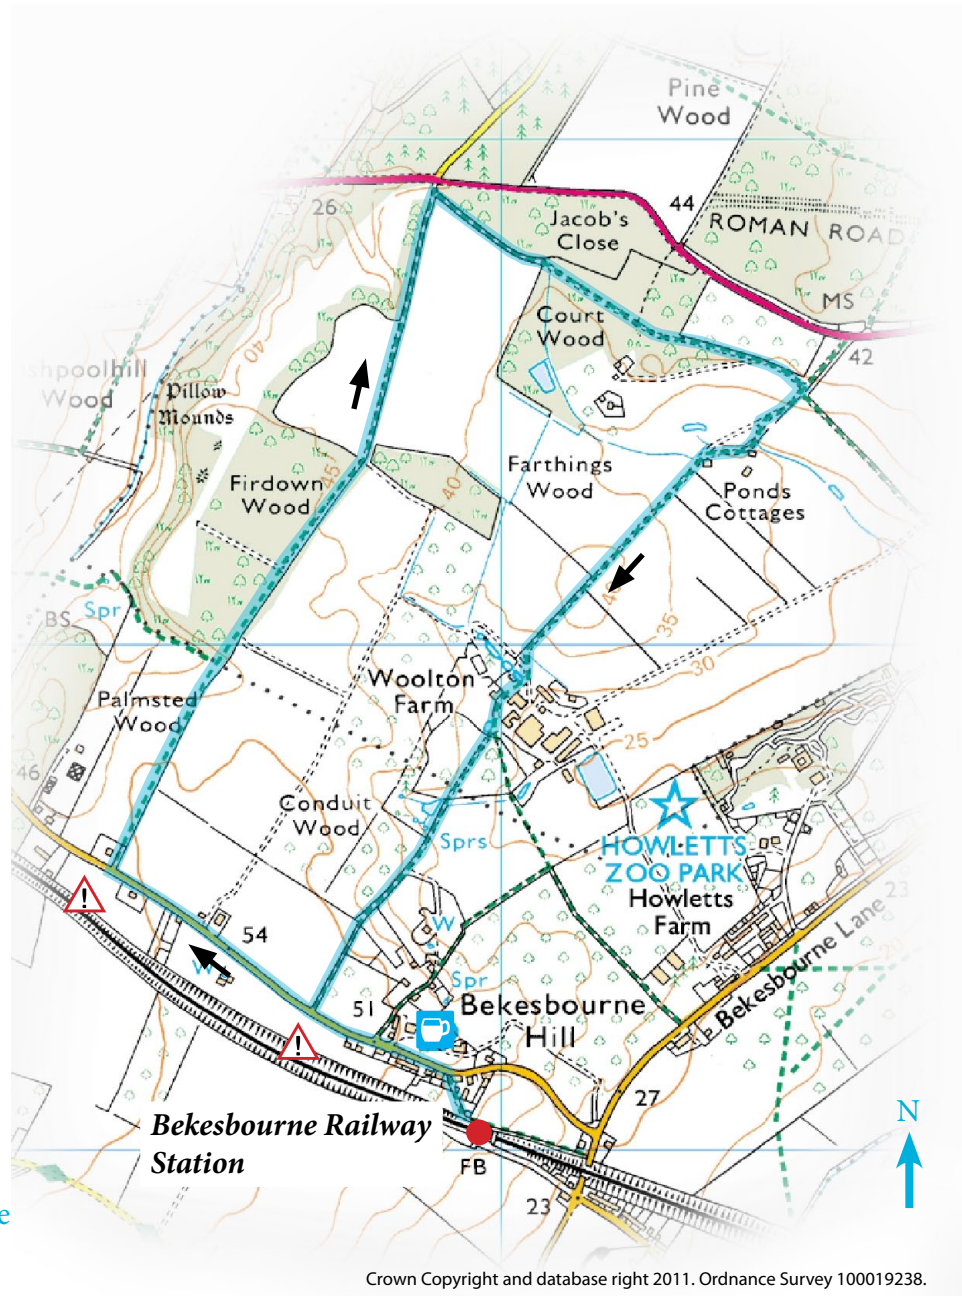 Pine
Wood
26
44
Jacob's
Close
ROMAN ROAD
MS
42
Court
Wood
40
Wood
Pillow
Mounds
45
Firdown
Wood
40
Farthings
Wood
Ponds
Cottages
Spr
BS
35
30
Woolton
Farm
Palmsted
Wood
25
46
Conduit
Wood
Sprs
HOWLETTS
ZOO PARK
Howletts
Farm
23
Bekesbourne Lane
W
54
W
Spr
51
Bekesbourne
Hill
!
!
27
Bekesbourne Railway
Station
FB
23
N
e
Crown Copyright and database right 2011. Ordnance Survey 100019238.